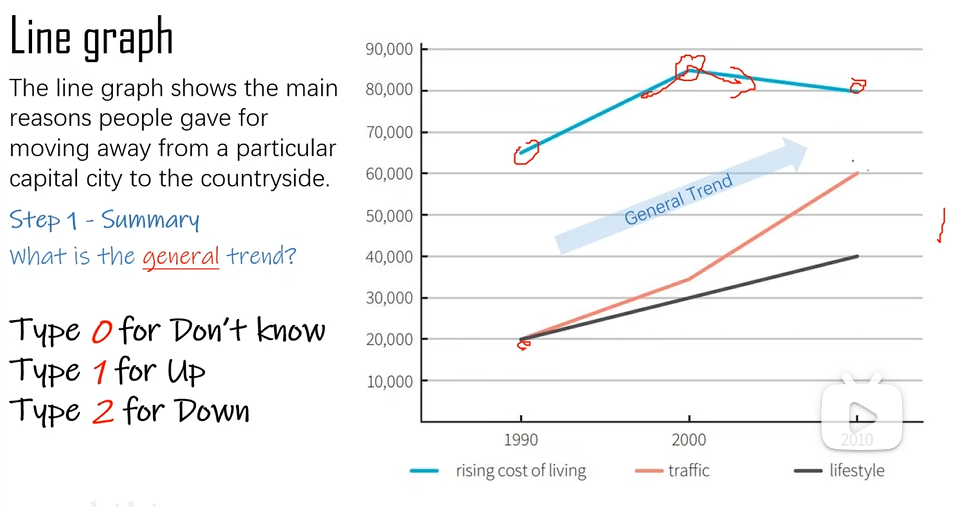 Line graph
The line graph shows the main
reasons people gave for
moving away from a particular
capital city to the countryside.
Step 1 - Summary
What is the general trend?
Type 0 for Don't know
Type 1 for Up
Type 2 for Down
90,000
80,000
70,000
60,000
50,000
40,000
30,000
20,000
10,000
General Trend
1990 2000 2010
rising cost of living traffic lifestyle